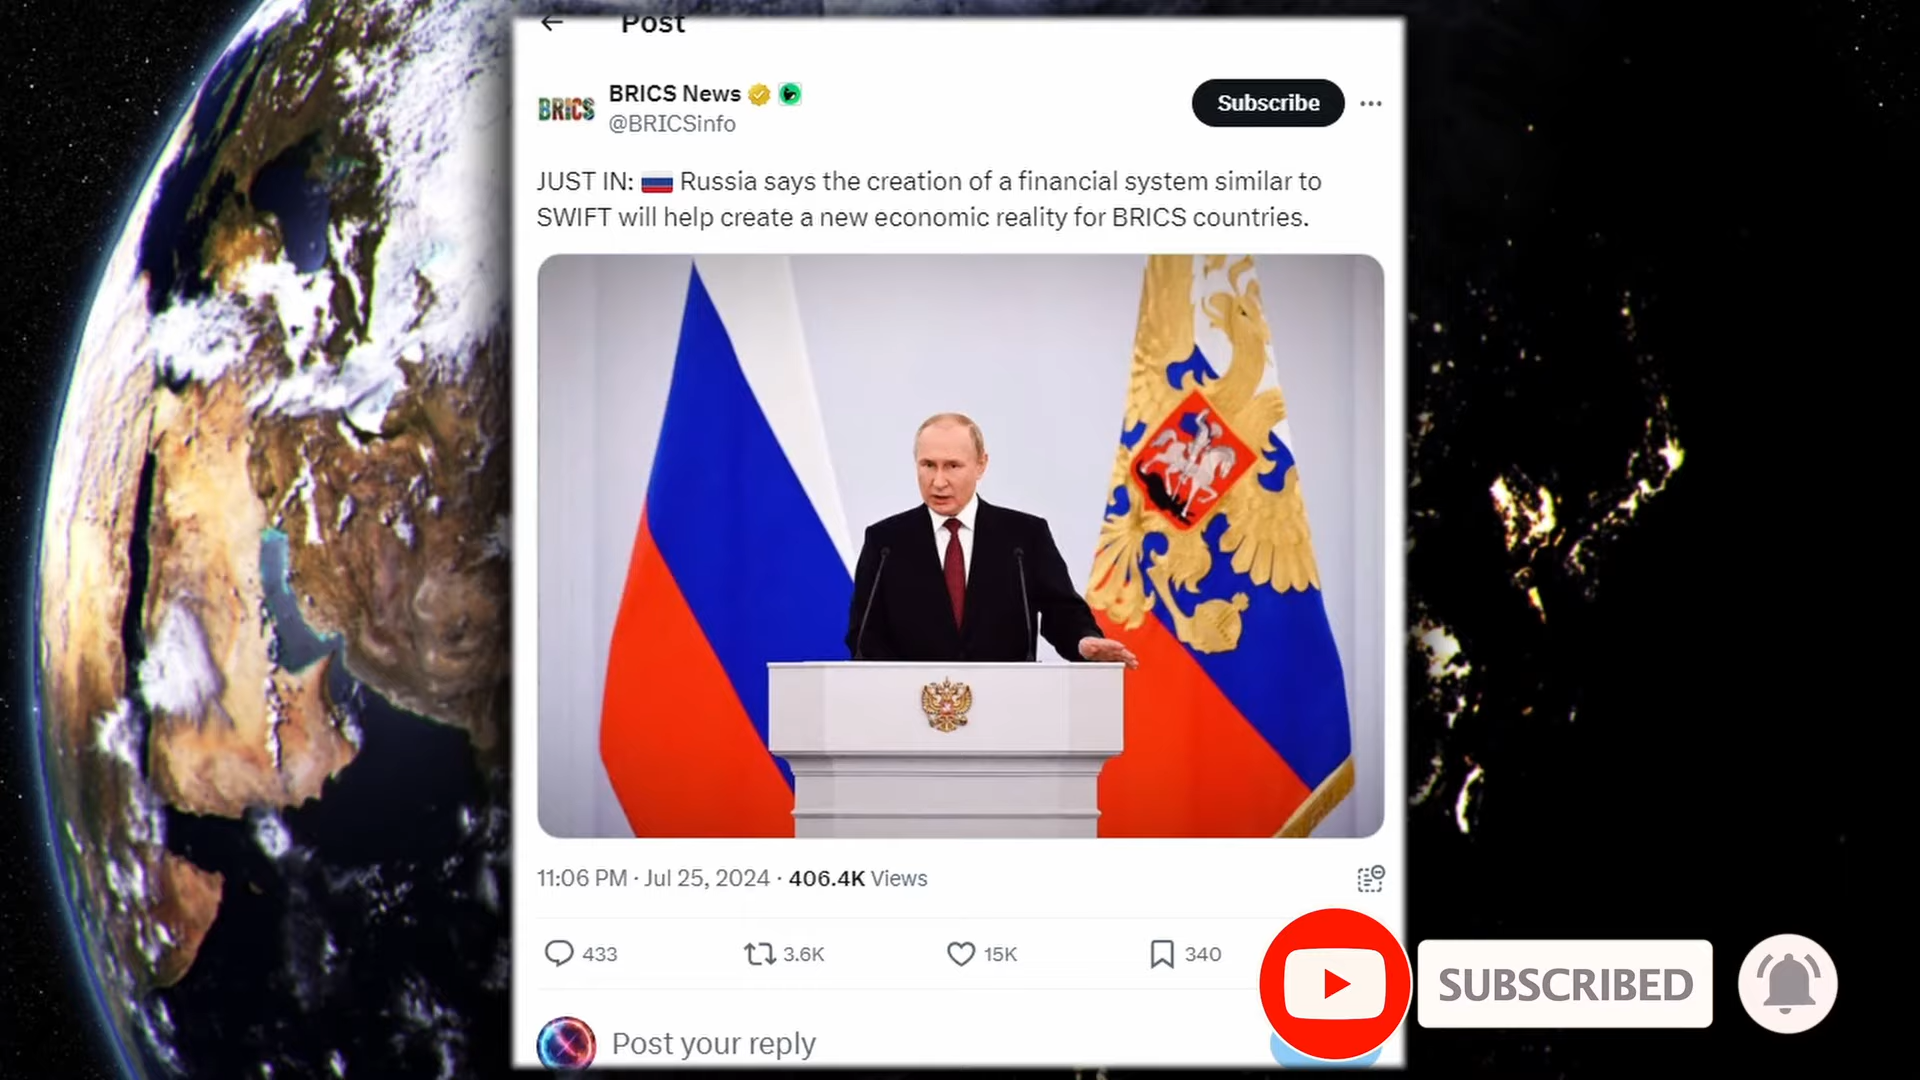 Post
BRICS
BRICS News
@BRICSinfo
Subscribe
JUST IN: 🇷🇺 Russia says the creation of a financial system similar to
SWIFT will help create a new economic reality for BRICS countries.
11:06 PM · Jul 25, 2024 · 406.4K Views
433
3.6K
15K
340
SUBSCRIBED
Post your reply